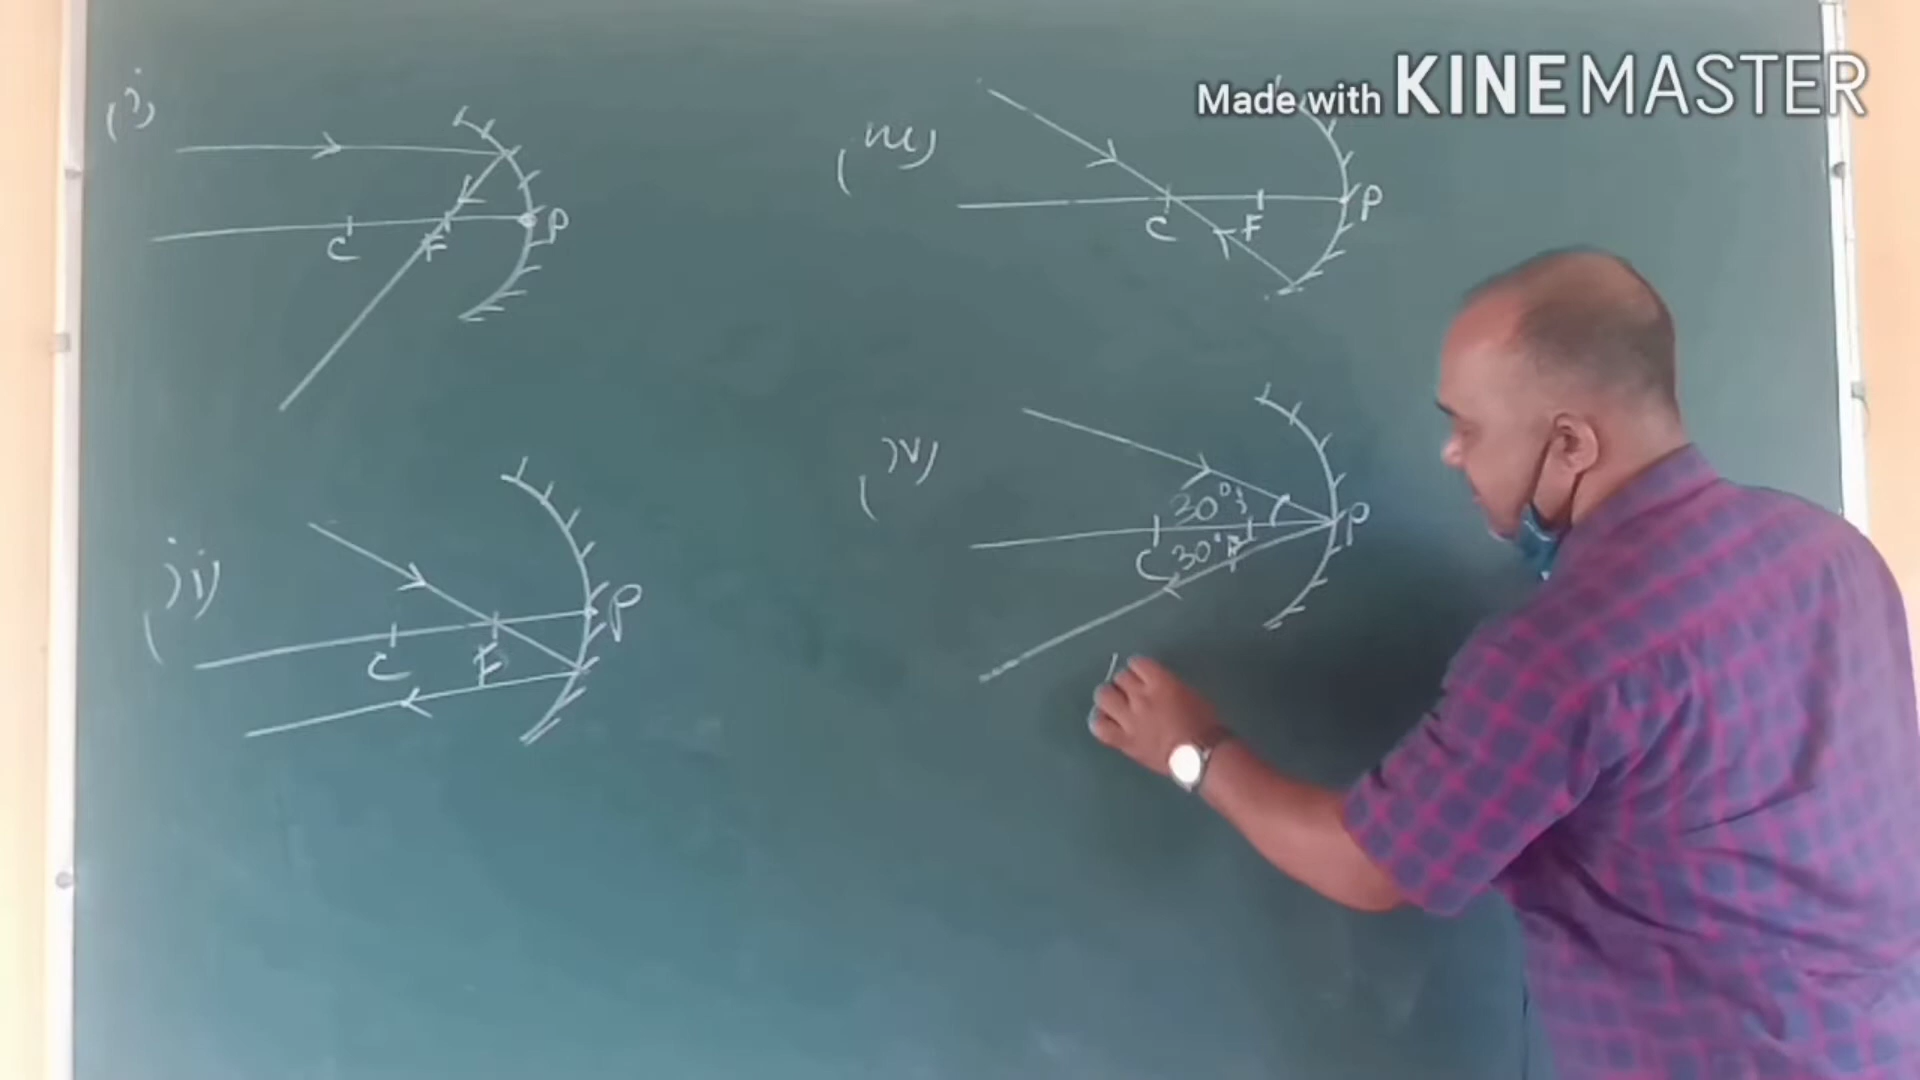 Made with KINEMASTER
(i)
C F P
(ii)
C F P
(iii)
C F P
(iv)
30° i
C 30° P